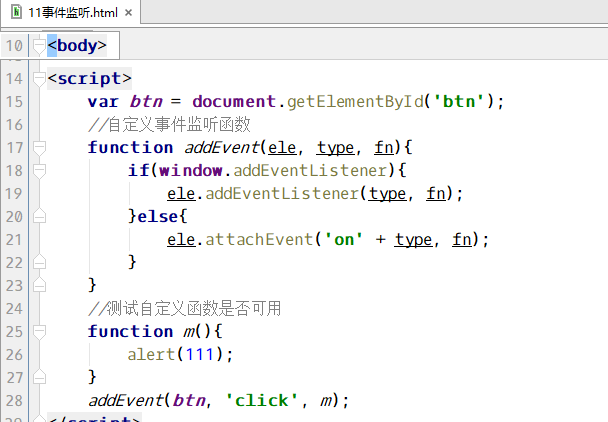 11事件监听.html ×
10 <body>
14 <script>
15 var btn = document.getElementById('btn');
16 //自定义事件监听函数
17 function addEvent(ele, type, fn){
18 if(window.addEventListener){
19 ele.addEventListener(type, fn);
20 }else{
21 ele.attachEvent('on' + type, fn);
22 }
23 }
24 //测试自定义函数是否可用
25 function m(){
26 alert(111);
27 }
28 addEvent(btn, 'click', m);
</script>